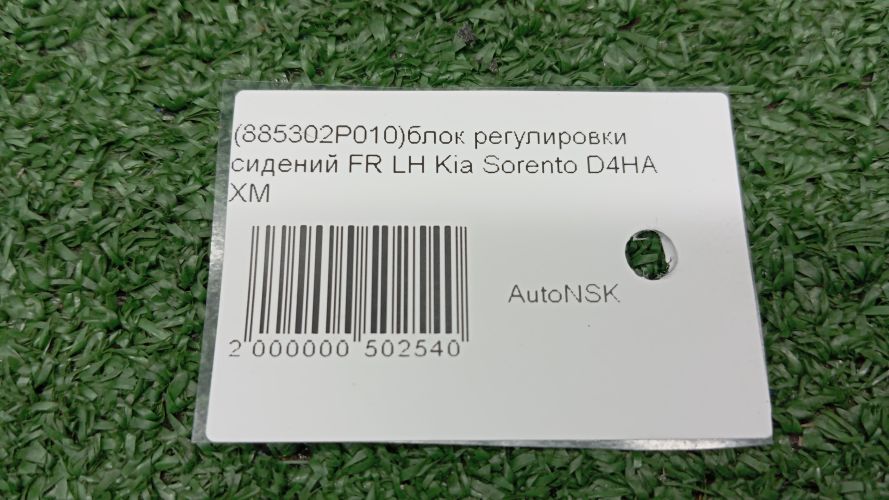 (885302P010)блок регулировки
сидений FR LH Kia Sorento D4HA
XM
AutoNSK
2 000000 502540